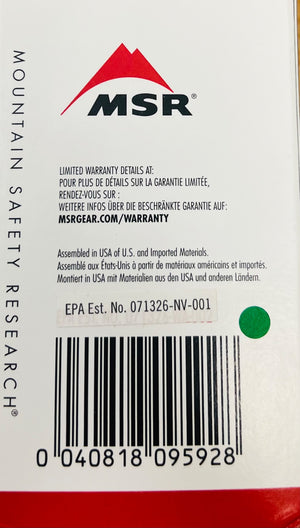 MSR®
MOUNTAIN SAFETY RESEARCH®
LIMITED WARRANTY DETAILS AT:
POUR PLUS DE DÉTAILS SUR LA GARANTIE LIMITÉE,
RENDEZ-VOUS SUR :
WEITERE INFOS ÜBER DIE BESCHRÄNKTE GARANTIE AUF:
MSRGEAR.COM/WARRANTY
Assembled in USA of U.S. and Imported Materials.
Assemblé aux États-Unis à partir de matériaux américains et importés.
Montiert in USA mit Materialien aus den USA und anderen Ländern.
EPA Est. No. 071326-NV-001
0 040818 095928